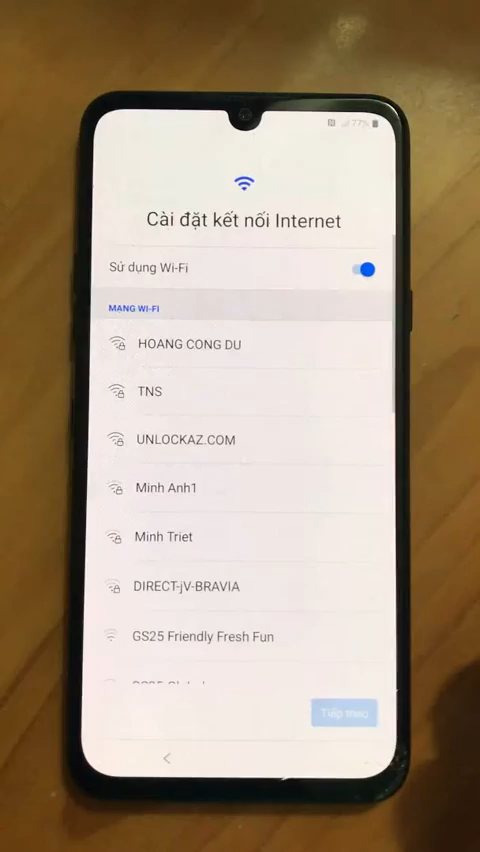 77%
Cài đặt kết nối Internet
Sử dụng Wi-Fi
MẠNG WI-FI
HOANG CONG DU
TNS
UNLOCKAZ.COM
Minh Anh1
Minh Triet
DIRECT-jV-BRAVIA
GS25 Friendly Fresh Fun
Tiếp theo